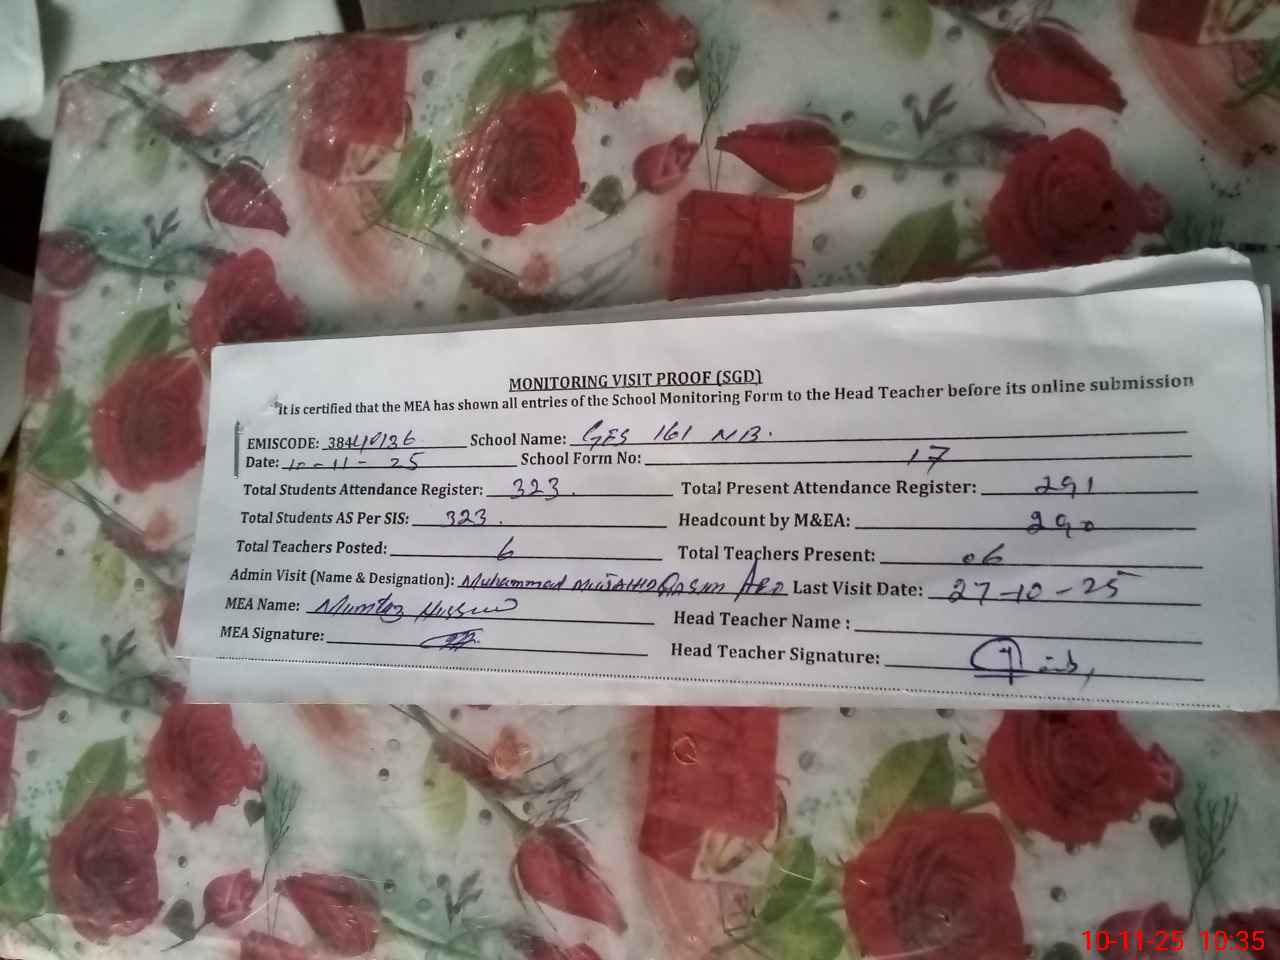 MONITORING VISIT PROOF (SGD)
It is certified that the MEA has shown all entries of the School Monitoring Form to the Head Teacher before its online submission
EMISCODE: 38440136 School Name: GES 161 NB.
Date: 10-11-25 School Form No: 17
Total Students Attendance Register: 323. Total Present Attendance Register: 291
Total Students AS Per SIS: 323. Headcount by M&EA: 290
Total Teachers Posted: 6 Total Teachers Present: 06
Admin Visit (Name & Designation): Muhammad Last Visit Date: 27-10-25
MEA Name: Mumtaz Hussain Head Teacher Name :
MEA Signature: Head Teacher Signature:
10-11-25 10:35